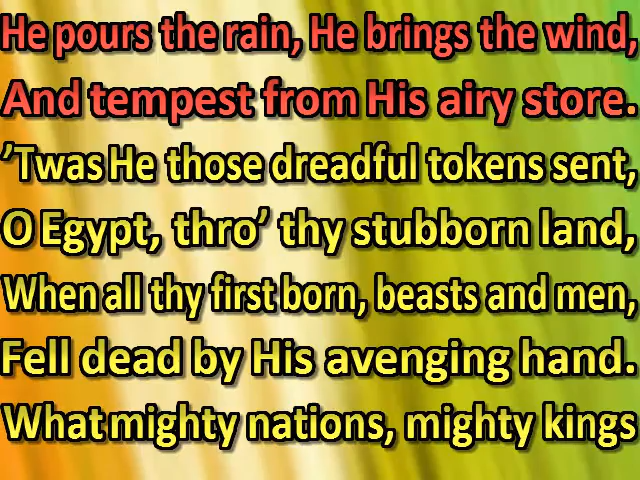 He pours the rain, He brings the wind,
And tempest from His airy store.
’Twas He those dreadful tokens sent,
O Egypt, thro’ thy stubborn land,
When all thy first born, beasts and men,
Fell dead by His avenging hand.
What mighty nations, mighty kings